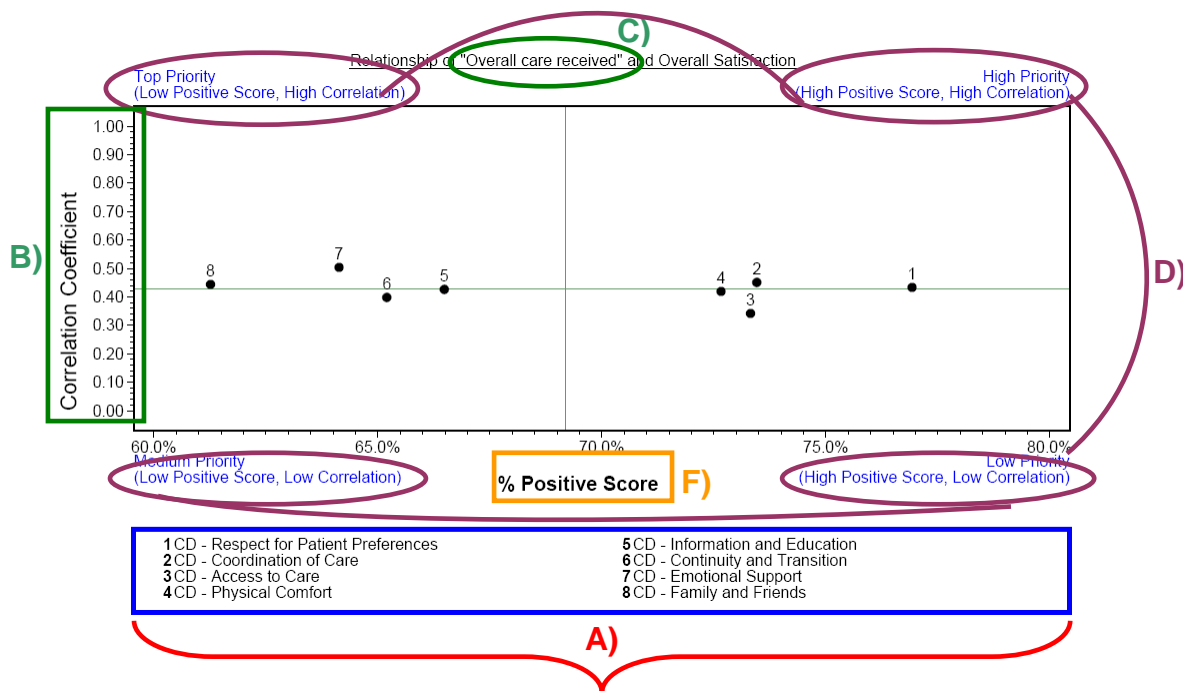 C)
Relationship of "Overall care received" and Overall Satisfaction
Top Priority
(Low Positive Score, High Correlation)
High Priority
(High Positive Score, High Correlation)
B)
Correlation Coefficient
1.00
0.90
0.80
0.70
0.60
0.50
0.40
0.30
0.20
0.10
0.00
8
7
6
5
4
2
3
1
D)
60.0% 65.0% 70.0% 75.0% 80.0%
Medium Priority
(Low Positive Score, Low Correlation)
Low Priority
(High Positive Score, Low Correlation)
% Positive Score
F)
1 CD - Respect for Patient Preferences
2 CD - Coordination of Care
3 CD - Access to Care
4 CD - Physical Comfort
5 CD - Information and Education
6 CD - Continuity and Transition
7 CD - Emotional Support
8 CD - Family and Friends
A)